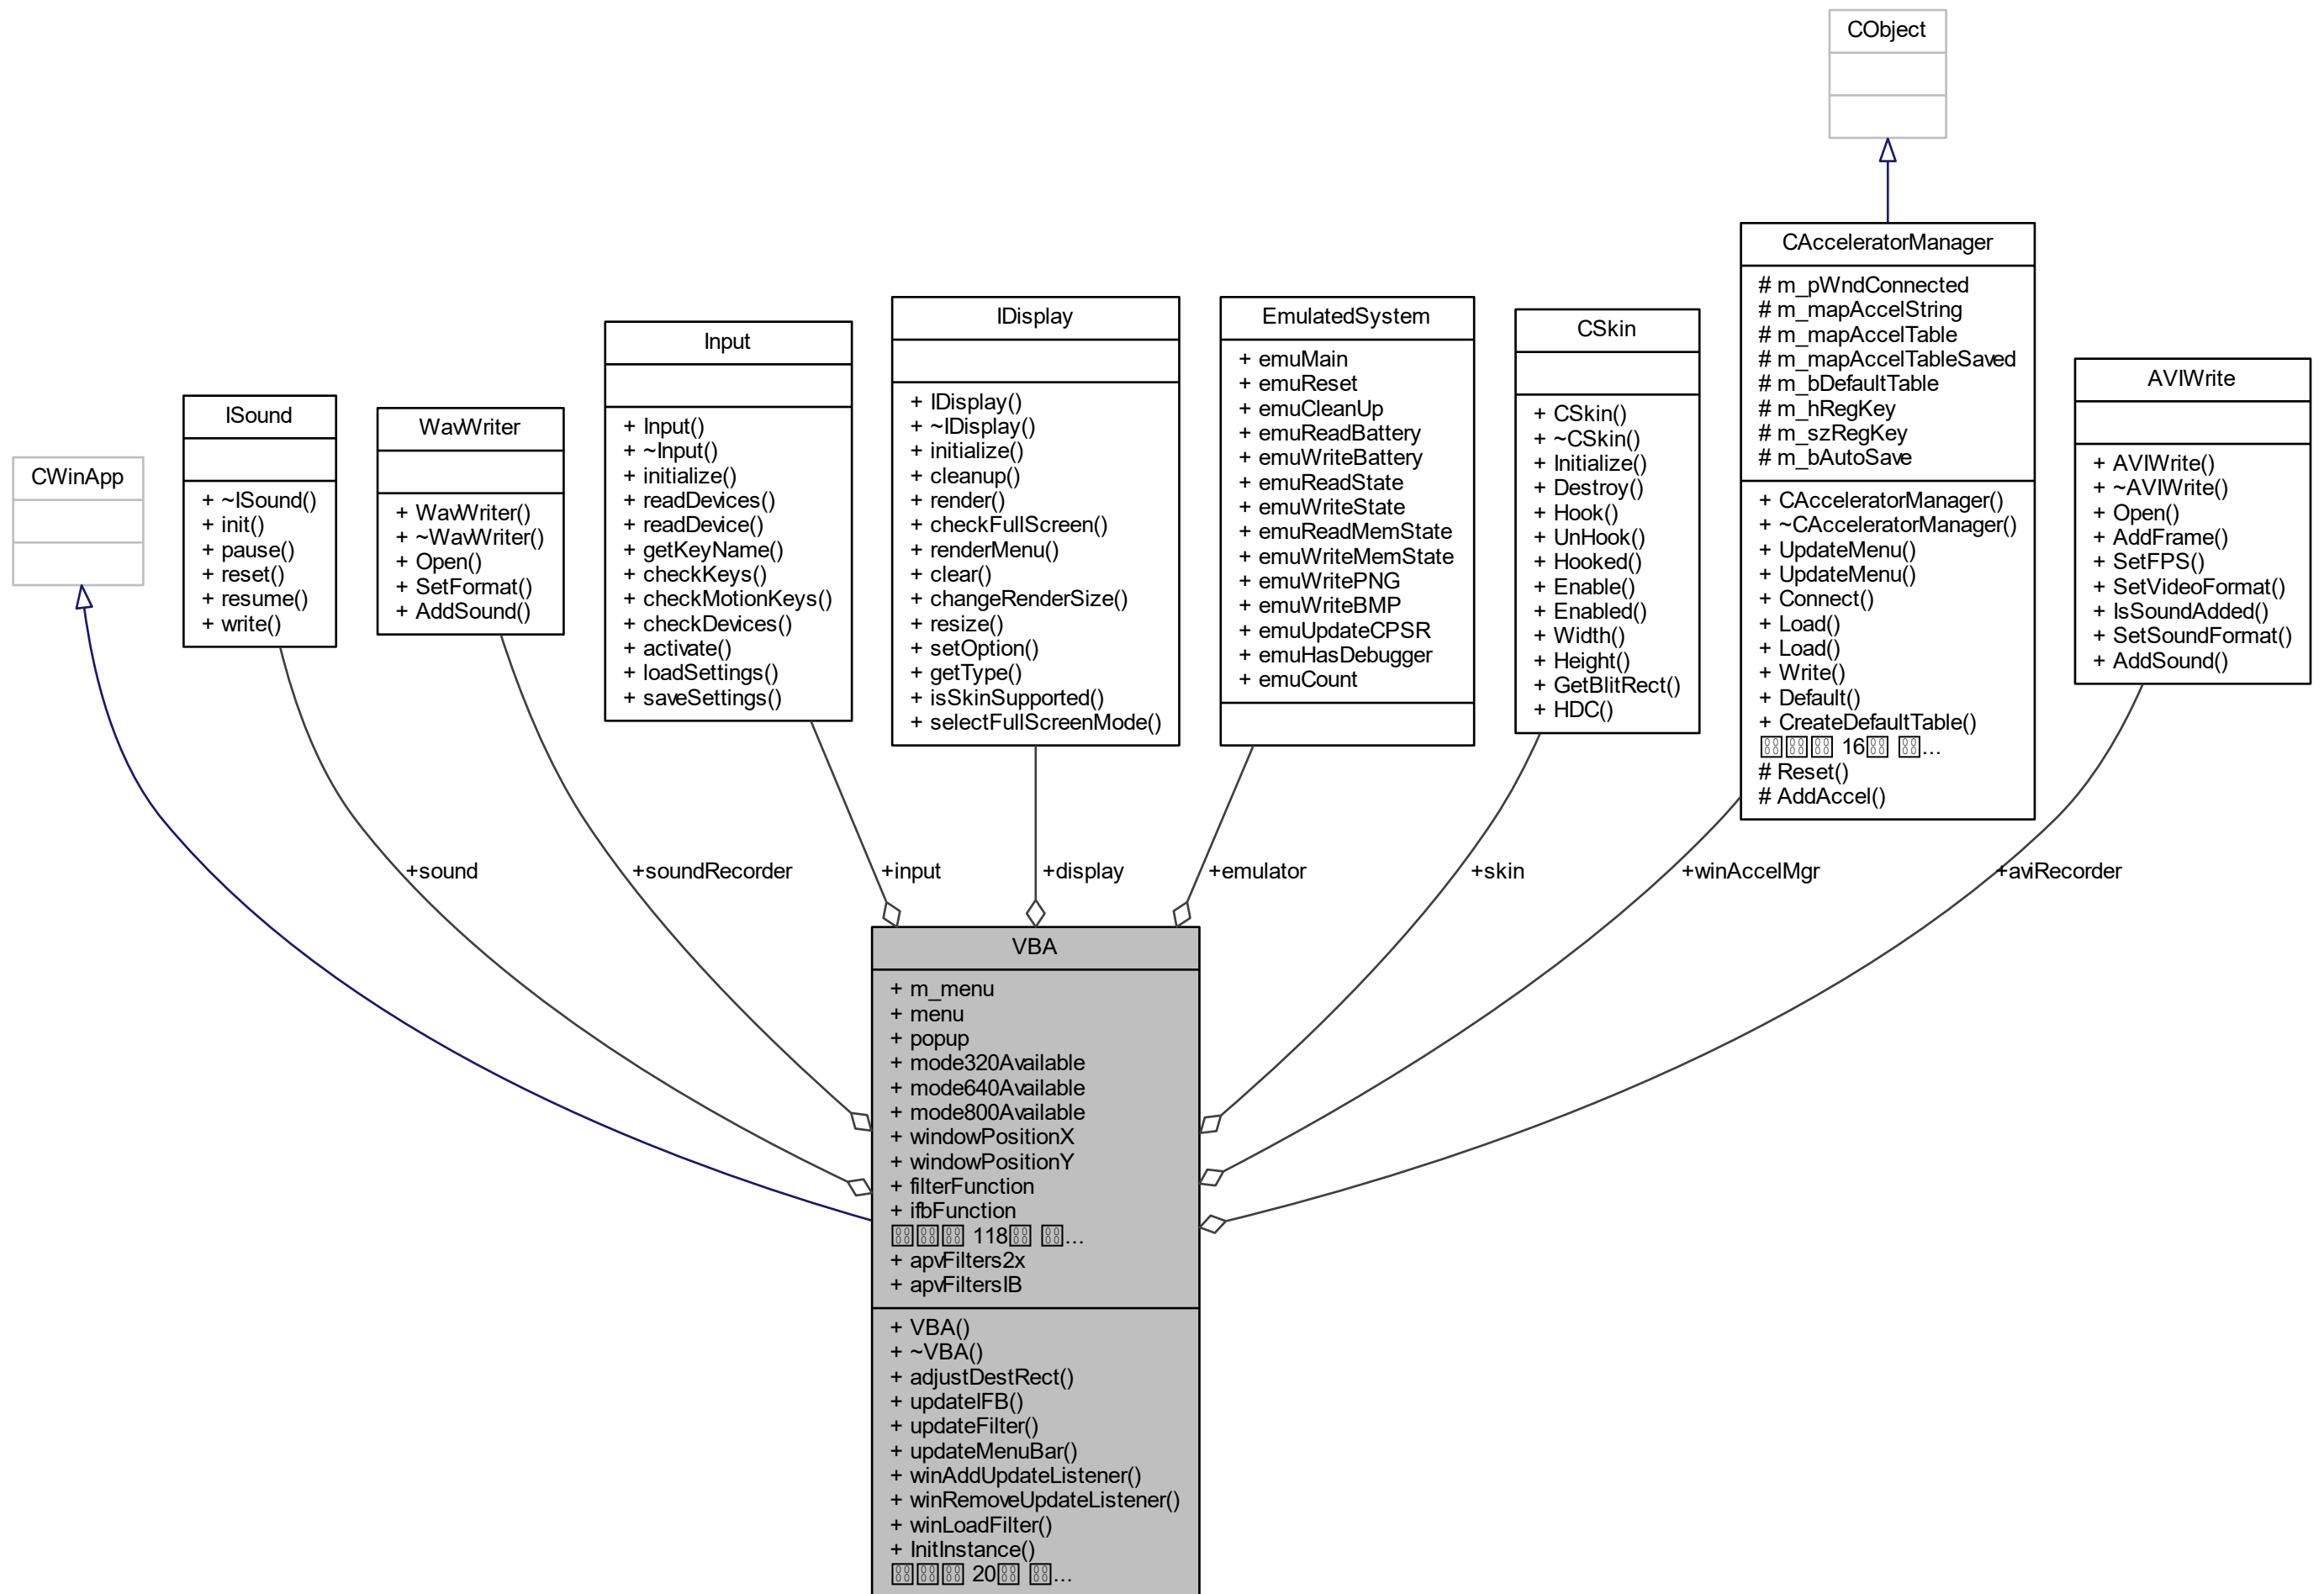 CObject
CAcceleratorManager
# m_pWndConnected
# m_mapAccelString
# m_mapAccelTable
# m_mapAccelTableSaved
# m_bDefaultTable
# m_hRegKey
# m_szRegKey
# m_bAutoSave
+ CAcceleratorManager()
+ ~CAcceleratorManager()
+ UpdateMenu()
+ UpdateMenu()
+ Connect()
+ Load()
+ Load()
+ Write()
+ Default()
+ CreateDefaultTable()
16 ...
# Reset()
# AddAccel()
CWinApp
ISound
+ ~ISound()
+ init()
+ pause()
+ reset()
+ resume()
+ write()
WavWriter
+ WavWriter()
+ ~WavWriter()
+ Open()
+ SetFormat()
+ AddSound()
Input
+ Input()
+ ~Input()
+ initialize()
+ readDevices()
+ readDevice()
+ getKeyName()
+ checkKeys()
+ checkMotionKeys()
+ checkDevices()
+ activate()
+ loadSettings()
+ saveSettings()
IDisplay
+ IDisplay()
+ ~IDisplay()
+ initialize()
+ cleanup()
+ render()
+ checkFullScreen()
+ renderMenu()
+ clear()
+ changeRenderSize()
+ resize()
+ setOption()
+ getType()
+ isSkinSupported()
+ selectFullScreenMode()
EmulatedSystem
+ emuMain
+ emuReset
+ emuCleanUp
+ emuReadBattery
+ emuWriteBattery
+ emuReadState
+ emuWriteState
+ emuReadMemState
+ emuWriteMemState
+ emuWritePNG
+ emuWriteBMP
+ emuUpdateCPSR
+ emuHasDebugger
+ emuCount
CSkin
+ CSkin()
+ ~CSkin()
+ Initialize()
+ Destroy()
+ Hook()
+ UnHook()
+ Hooked()
+ Enable()
+ Enabled()
+ Width()
+ Height()
+ GetBlitRect()
+ HDC()
AVIWrite
+ AVIWrite()
+ ~AVIWrite()
+ Open()
+ AddFrame()
+ SetFPS()
+ SetVideoFormat()
+ IsSoundAdded()
+ SetSoundFormat()
+ AddSound()
+sound
+soundRecorder
+input
+display
+emulator
+skin
+winAccelMgr
+aviRecorder
VBA
+ m_menu
+ menu
+ popup
+ mode320Available
+ mode640Available
+ mode800Available
+ windowPositionX
+ windowPositionY
+ filterFunction
+ ifbFunction
118 ...
+ apvFilters2x
+ apvFiltersIB
+ VBA()
+ ~VBA()
+ adjustDestRect()
+ updateIFB()
+ updateFilter()
+ updateMenuBar()
+ winAddUpdateListener()
+ winRemoveUpdateListener()
+ winLoadFilter()
+ InitInstance()
20 ...